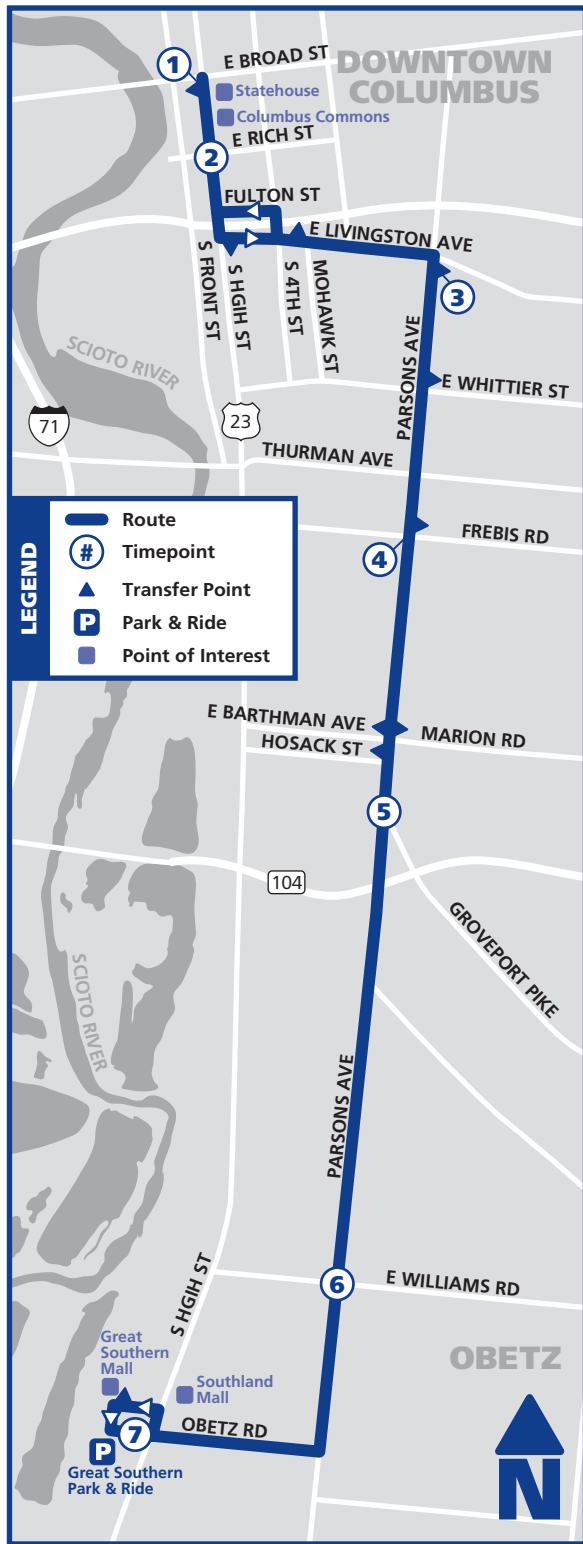 1
E BROAD ST
DOWNTOWN
COLUMBUS
Statehouse
Columbus Commons
E RICH ST
2
FULTON ST
E LIVINGSTON AVE
S FRONT ST
S HGIH ST
S 4TH ST
MOHAWK ST
3
SCIOTO RIVER
PARSONS AVE
E WHITTIER ST
71
23
THURMAN AVE
LEGEND
Route
# Timepoint
Transfer Point
P Park & Ride
Point of Interest
FREBIS RD
4
E BARTHMAN AVE
MARION RD
HOSACK ST
5
104
GROVEPORT PIKE
SCIOTO RIVER
PARSONS AVE
6
E WILLIAMS RD
S HGIH ST
OBETZ
Great
Southern
Mall
Southland
Mall
7
OBETZ RD
P
Great Southern
Park & Ride
N